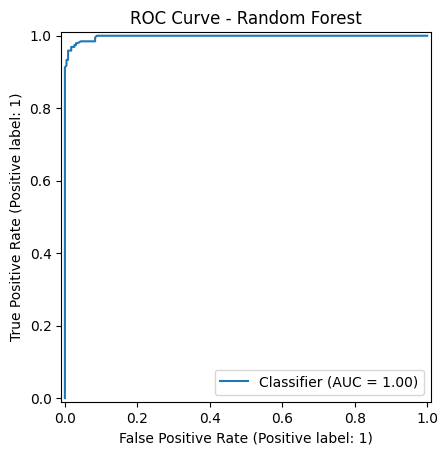 ROC Curve - Random Forest
True Positive Rate (Positive label: 1)
1.0
0.8
0.6
0.4
0.2
0.0
Classifier (AUC = 1.00)
0.0 0.2 0.4 0.6 0.8 1.0
False Positive Rate (Positive label: 1)